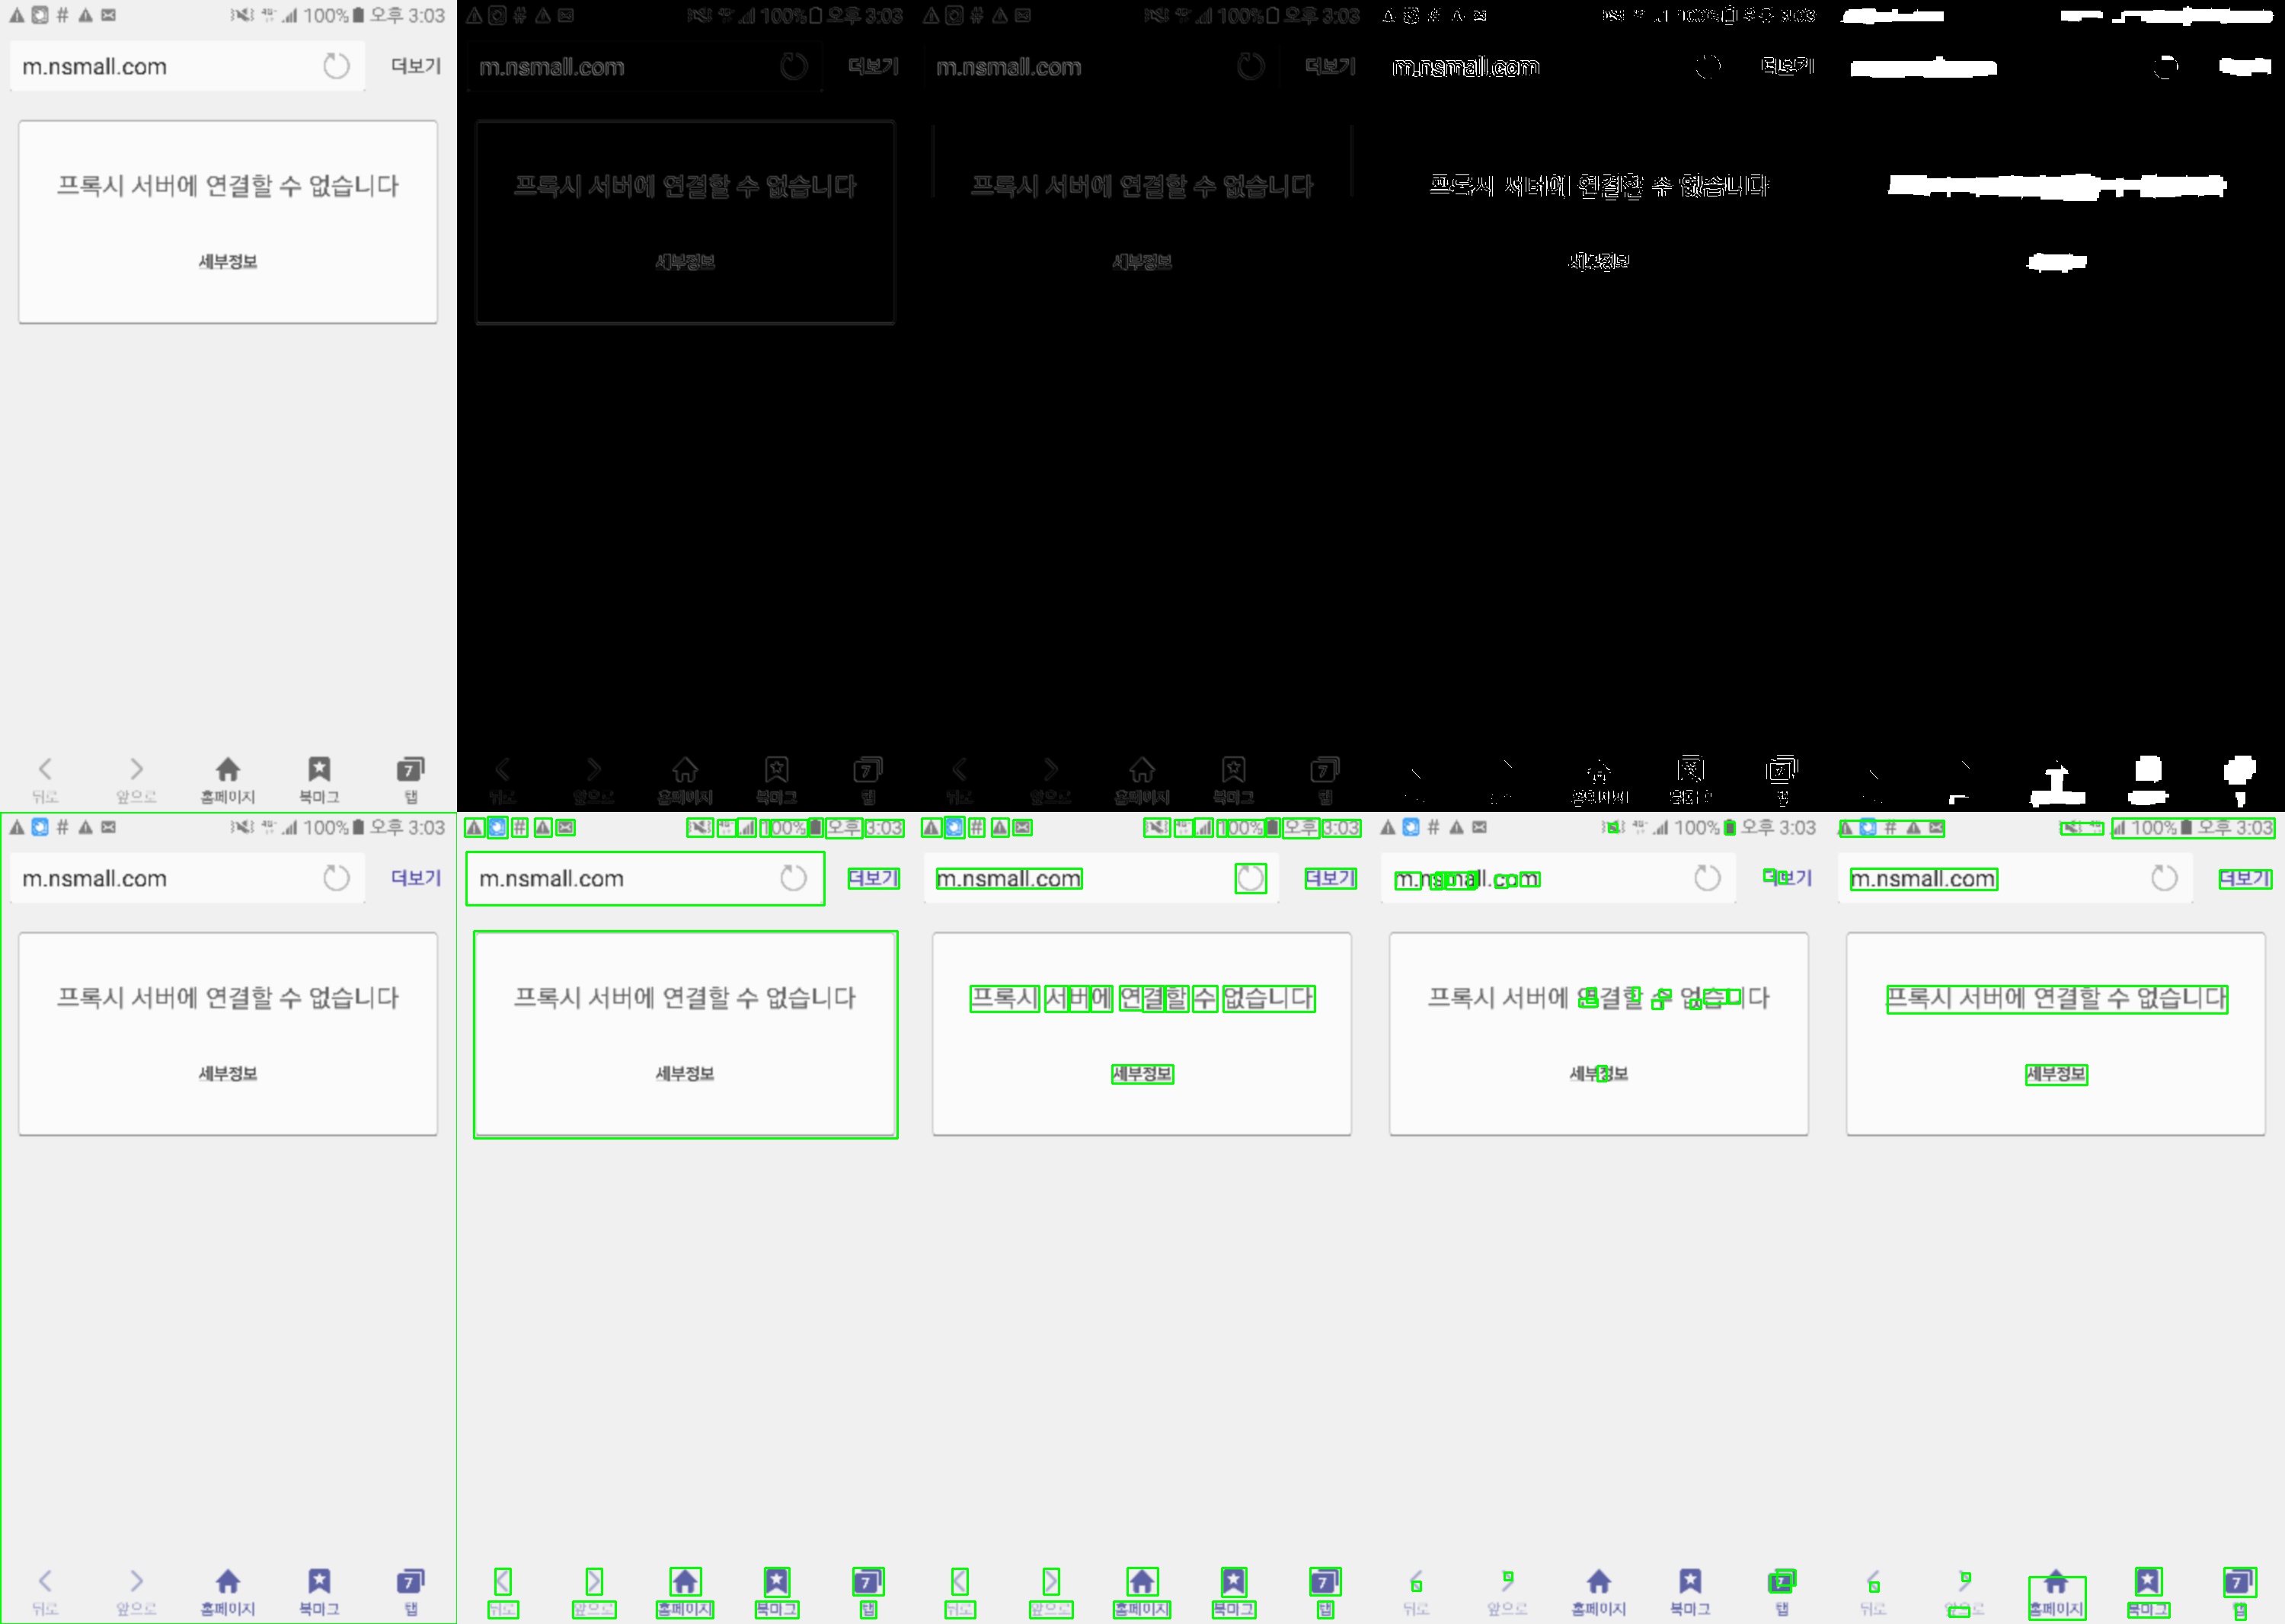 # 100% 오후 3:03
m.nsmall.com 더보기
프록시 서버에 연결할 수 없습니다
세부정보
7
뒤로 앞으로 홈페이지 북마크 탭
# 100% 오후 3:03
m.nsmall.com 더보기
프록시 서버에 연결할 수 없습니다
세부정보
7
뒤로 앞으로 홈페이지 북마크 탭
# 100% 오후 3:03
m.nsmall.com 더보기
프록시 서버에 연결할 수 없습니다
세부정보
7
뒤로 앞으로 홈페이지 북마크 탭
100% 오후 3:03
m.nsmall.com 더보기
프록시 서버에 연결할 수 없습니다
세부정보
탭
# 100% 오후 3:03
m.nsmall.com 더보기
프록시 서버에 연결할 수 없습니다
세부정보
7
뒤로 앞으로 홈페이지 북마크 탭
# 100% 오후 3:03
m.nsmall.com 더보기
프록시 서버에 연결할 수 없습니다
세부정보
7
뒤로 앞으로 홈페이지 북마크 탭
# 100% 오후 3:03
m.nsmall.com 더보기
프록시 서버에 연결할 수 없습니다
세부정보
7
뒤로 앞으로 홈페이지 북마크 탭
# 100% 오후 3:03
m.nsmall.com 더보기
프록시 서버에 연결할 수 없습니다
세부정보
7
뒤로 앞으로 홈페이지 북마크 탭
# 100% 오후 3:03
m.nsmall.com 더보기
프록시 서버에 연결할 수 없습니다
세부정보
7
뒤로 앞으로 홈페이지 북마크 탭